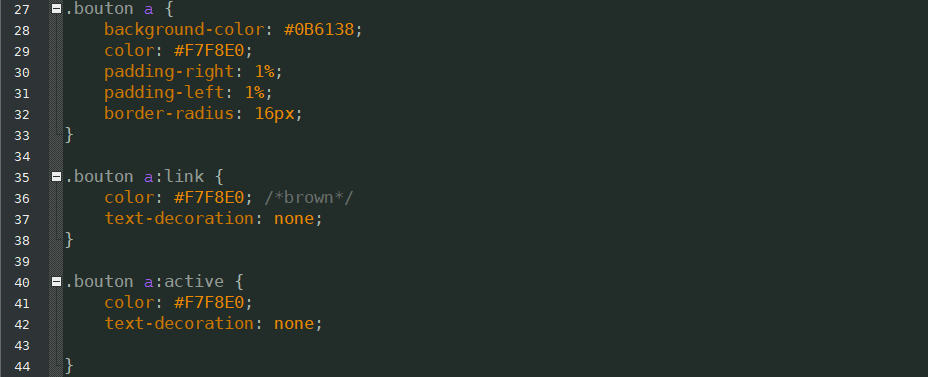 27 .bouton a {
28     background-color: #0B6138;
29     color: #F7F8E0;
30     padding-right: 1%;
31     padding-left: 1%;
32     border-radius: 16px;
33 }
34
35 .bouton a:link {
36     color: #F7F8E0; /*brown*/
37     text-decoration: none;
38 }
39
40 .bouton a:active {
41     color: #F7F8E0;
42     text-decoration: none;
43
44 }